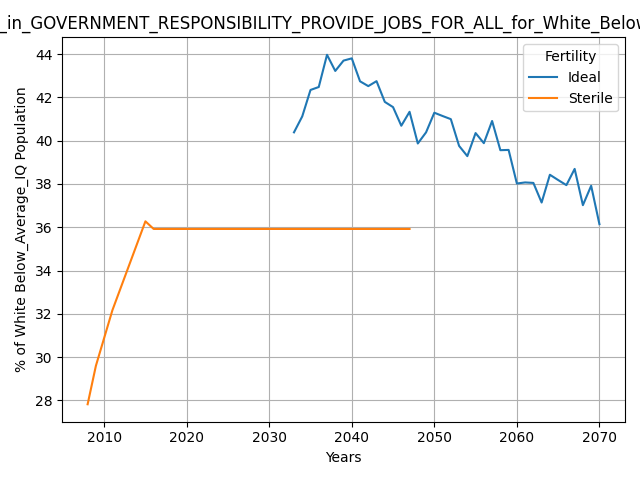 _in_GOVERNMENT_RESPONSIBILITY_PROVIDE_JOBS_FOR_ALL_for_White_Below
Fertility
Ideal
Sterile
% of White Below_Average_IQ Population
44
42
40
38
36
34
32
30
28
2010 2020 2030 2040 2050 2060 2070
Years